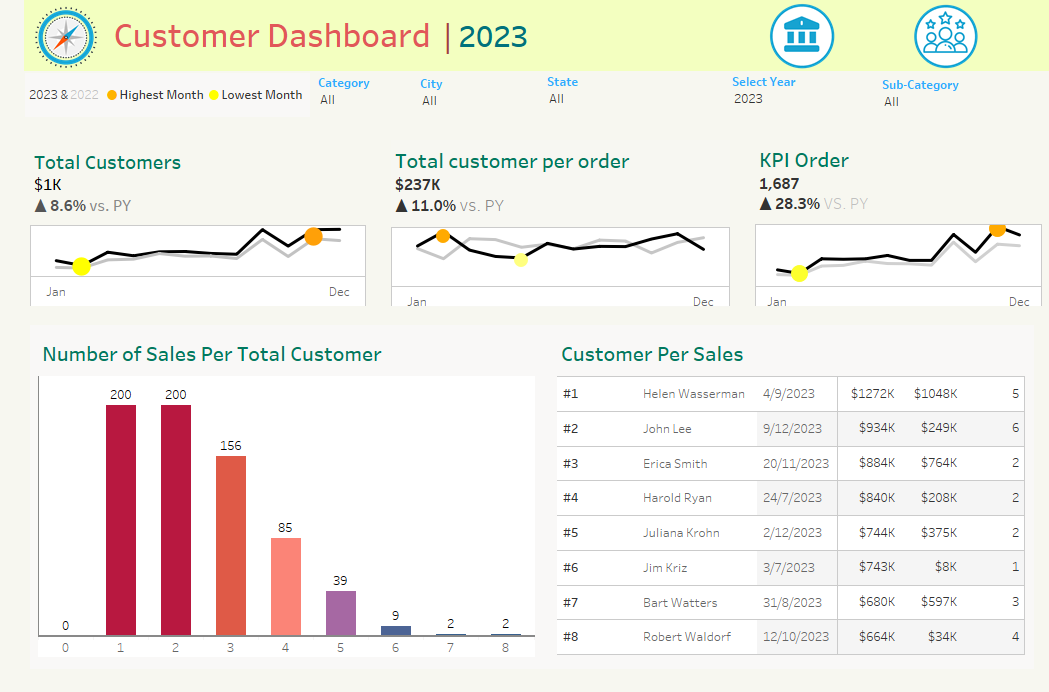 Customer Dashboard | 2023
Category
City
State
Select Year
Sub-Category
2023 & 2022 Highest Month Lowest Month
All
All
All
2023
All
Total Customers
$1K
▲ 8.6% vs. PY
Jan Dec
Total customer per order
$237K
▲ 11.0% vs. PY
Jan Dec
KPI Order
1,687
▲ 28.3% VS. PY
Jan Dec
Number of Sales Per Total Customer
0 200 200 156 85 39 9 2 2
0 1 2 3 4 5 6 7 8
Customer Per Sales
#1 Helen Wasserman 4/9/2023 $1272K $1048K 5
#2 John Lee 9/12/2023 $934K $249K 6
#3 Erica Smith 20/11/2023 $884K $764K 2
#4 Harold Ryan 24/7/2023 $840K $208K 2
#5 Juliana Krohn 2/12/2023 $744K $375K 2
#6 Jim Kriz 3/7/2023 $743K $8K 1
#7 Bart Watters 31/8/2023 $680K $597K 3
#8 Robert Waldorf 12/10/2023 $664K $34K 4